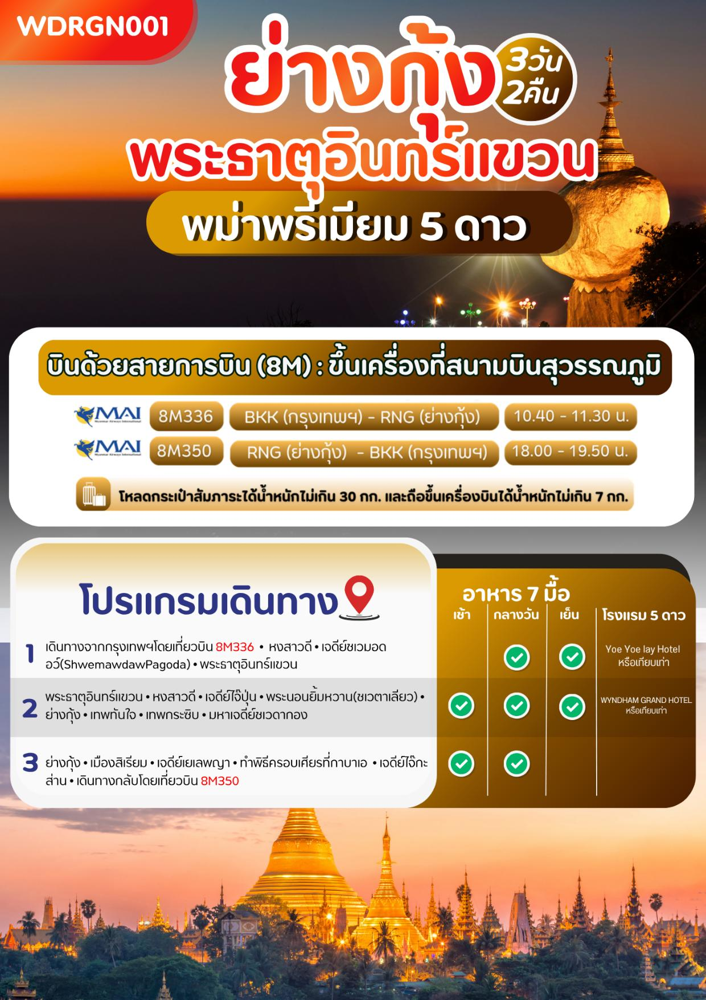 WDRGN001
ย่างกุ้ง
3วัน
2คืน
พระธาตุอินทร์แขวน
พม่าพรีเมียม 5 ดาว
บินด้วยสายการบิน (8M) : ขึ้นเครื่องที่สนามบินสุวรรณภูมิ
MAI
Myanmar Airways International
8M336
BKK (กรุงเทพฯ) - RNG (ย่างกุ้ง)
10.40 - 11.30 น.
MAI
Myanmar Airways International
8M350
RNG (ย่างกุ้ง) - BKK (กรุงเทพฯ)
18.00 - 19.50 น.
โหลดกระเป๋าสัมภาระได้น้ำหนักไม่เกิน 30 กก. และถือขึ้นเครื่องบินได้น้ำหนักไม่เกิน 7 กก.
โปรแกรมเดินทาง
อาหาร 7 มื้อ
เช้า
กลางวัน
เย็น
โรงแรม 5 ดาว
1
เดินทางจากกรุงเทพฯโดยเที่ยวบิน 8M336 • หงสาวดี • เจดีย์ชเวมอด
อว์(ShwemawdawPagoda) • พระธาตุอินทร์แขวน
Yoe Yoe lay Hotel
หรือเทียบเท่า
2
พระธาตุอินทร์แขวน • หงสาวดี • เจดีย์ไจ๊ปุ่น • พระนอนยิ้มหวาน(ชเวตาเลียว) •
ย่างกุ้ง • เทพทันใจ • เทพกระซิบ • มหาเจดีย์ชเวดากอง
WYNDHAM GRAND HOTEL
หรือเทียบเท่า
3
ย่างกุ้ง • เมืองสิเรียม • เจดีย์เยเลพญา • ทำพิธีครอบเศียรที่กาบาเอ • เจดีย์ไจ๊กะ
ส่าน • เดินทางกลับโดยเที่ยวบิน 8M350